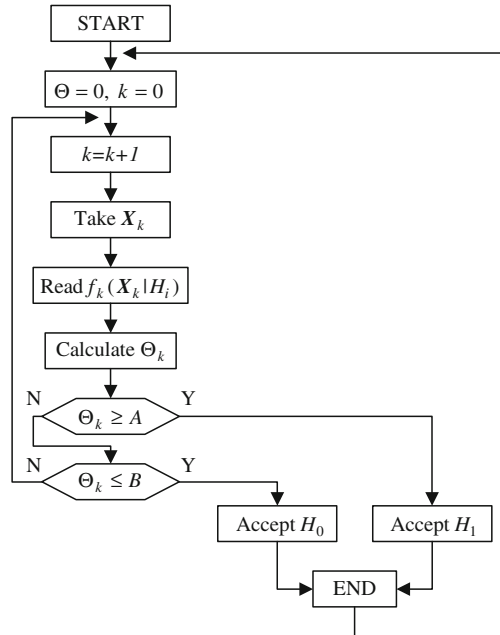 START
Θ = 0, k = 0
k=k+1
Take X_k
Read f_k(X_k|H_i)
Calculate Θ_k
N Θ_k ≥ A Y
N Θ_k ≤ B Y
Accept H_0 Accept H_1
END